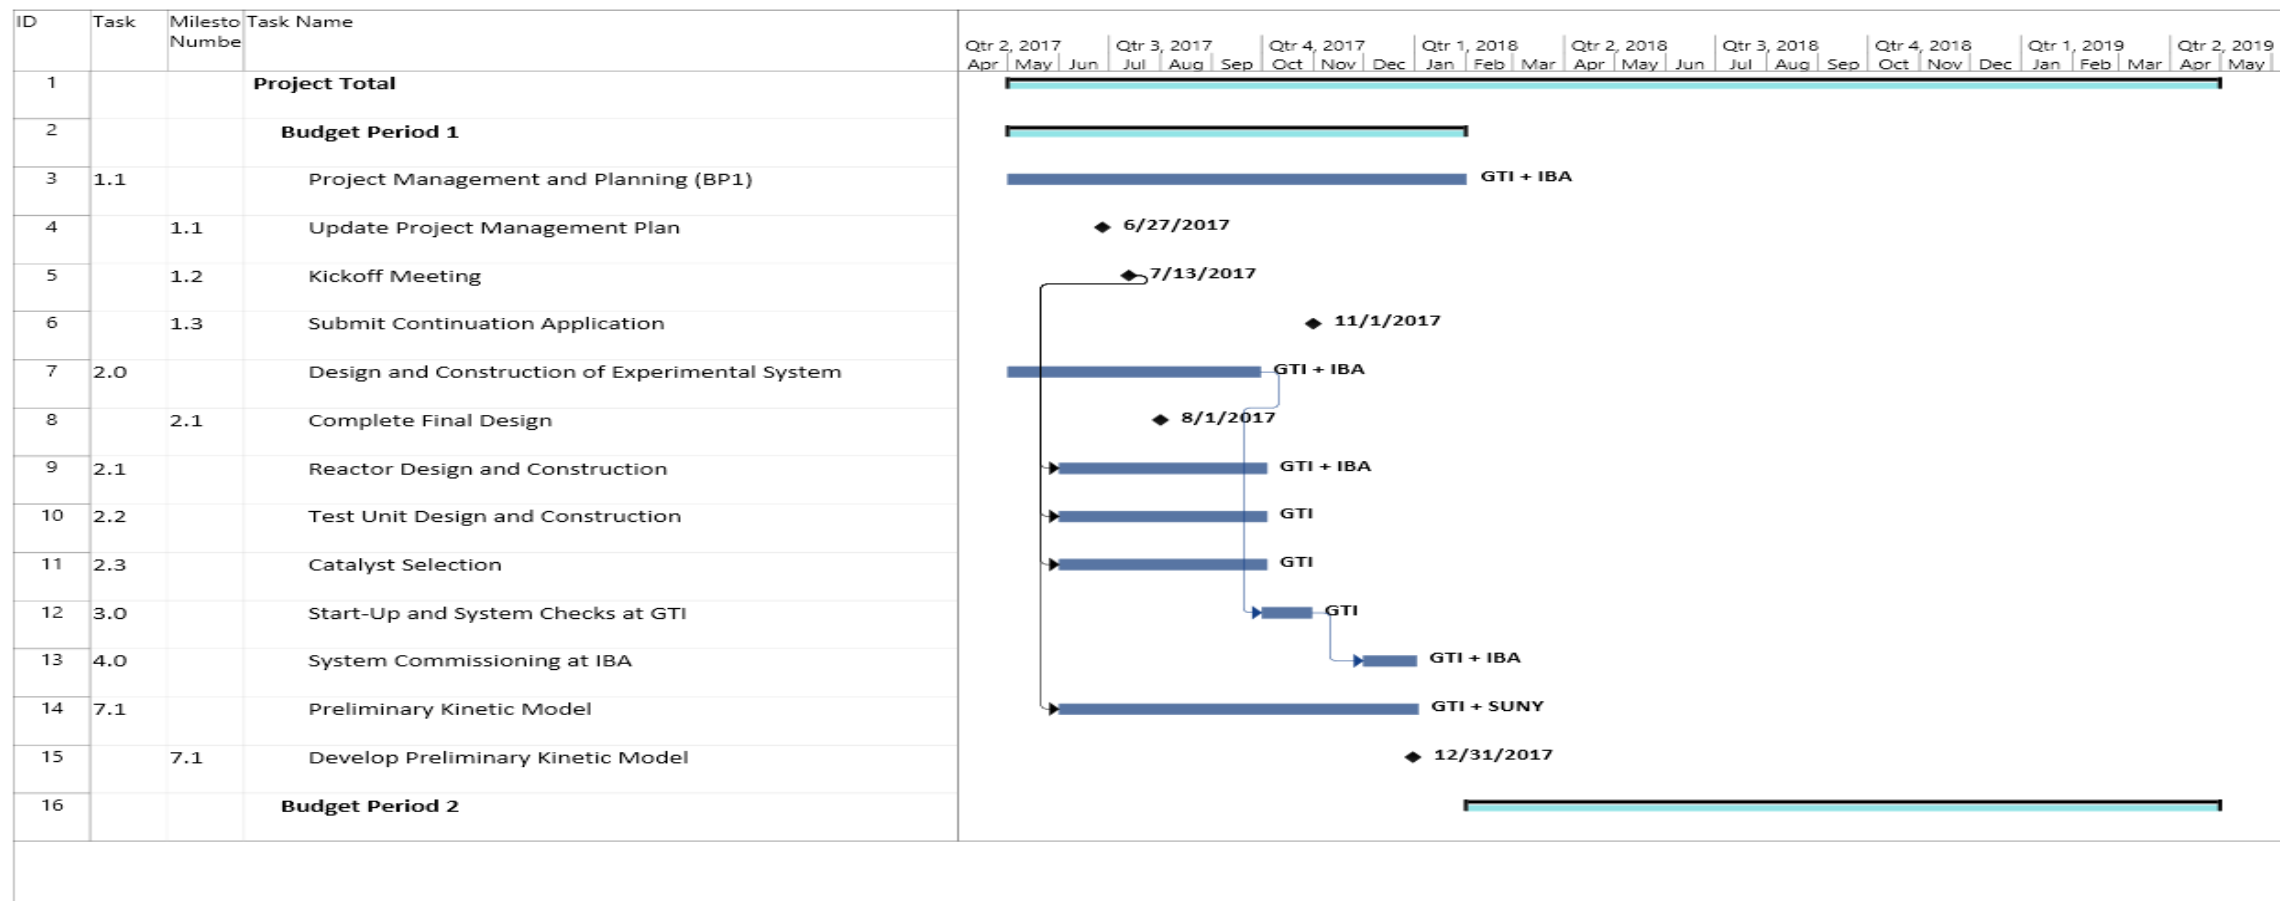 ID Task Milesto Task Name
Numbe
Qtr 2, 2017 Qtr 3, 2017 Qtr 4, 2017 Qtr 1, 2018 Qtr 2, 2018 Qtr 3, 2018 Qtr 4, 2018 Qtr 1, 2019 Qtr 2, 2019
Apr May Jun Jul Aug Sep Oct Nov Dec Jan Feb Mar Apr May Jun Jul Aug Sep Oct Nov Dec Jan Feb Mar Apr May
1 Project Total
2 Budget Period 1
3 1.1 Project Management and Planning (BP1) GTI + IBA
4 1.1 Update Project Management Plan 6/27/2017
5 1.2 Kickoff Meeting 7/13/2017
6 1.3 Submit Continuation Application 11/1/2017
7 2.0 Design and Construction of Experimental System GTI + IBA
8 2.1 Complete Final Design 8/1/2017
9 2.1 Reactor Design and Construction GTI + IBA
10 2.2 Test Unit Design and Construction GTI
11 2.3 Catalyst Selection GTI
12 3.0 Start-Up and System Checks at GTI GTI
13 4.0 System Commissioning at IBA GTI + IBA
14 7.1 Preliminary Kinetic Model GTI + SUNY
15 7.1 Develop Preliminary Kinetic Model 12/31/2017
16 Budget Period 2